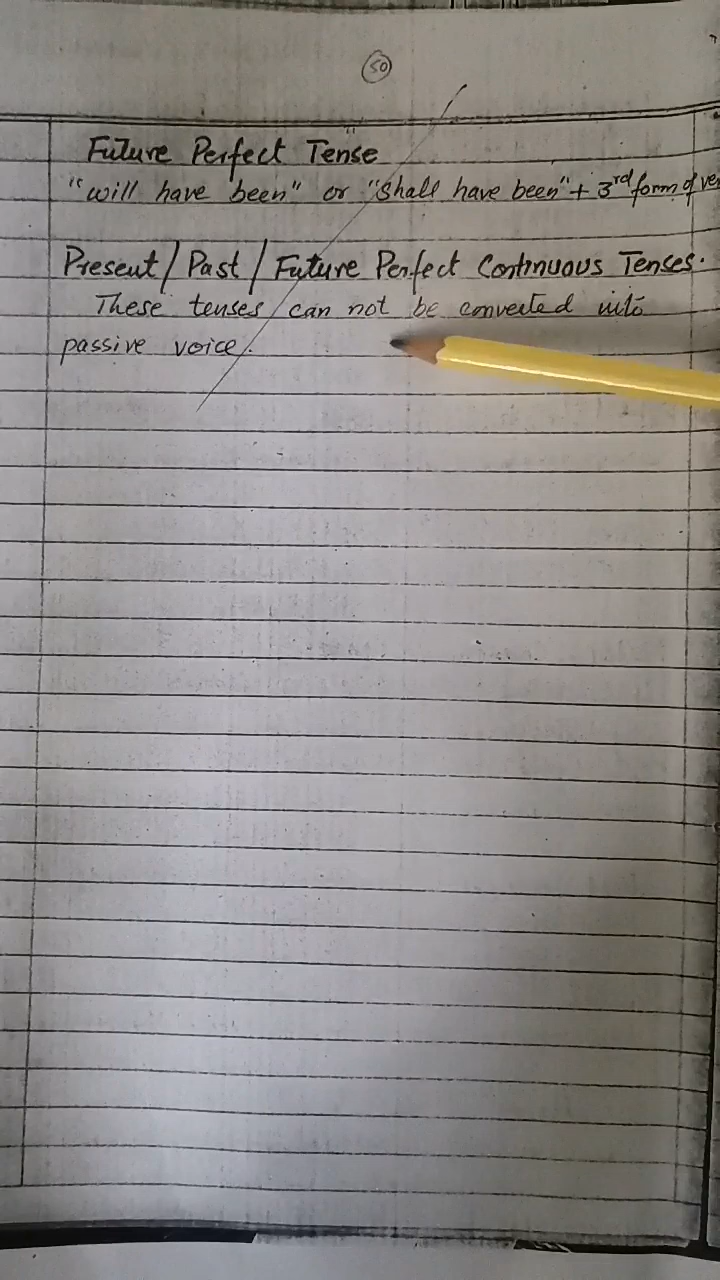 50
Future Perfect Tense
"will have been" or "shall have been" + 3rd form of
Present / Past / Future Perfect Continuous Tenses.
These tenses can not be converted into
passive voice.